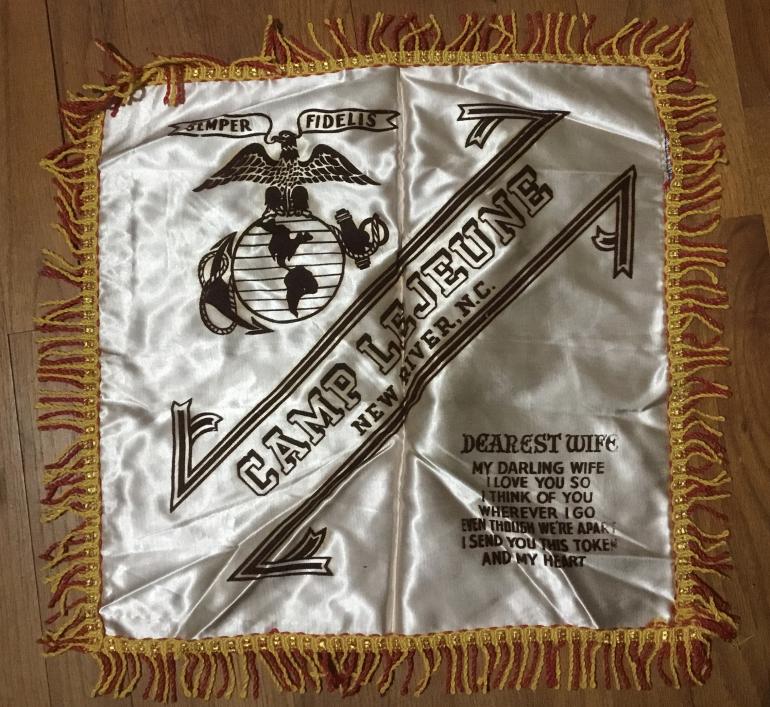 SEMPER FIDELIS
CAMP LEJEUNE
NEW RIVER, N.C.
DEAREST WIFE
MY DARLING WIFE
I LOVE YOU SO
I THINK OF YOU
WHEREVER I GO
EVEN THOUGH WE'RE APART
I SEND YOU THIS TOKEN
AND MY HEART